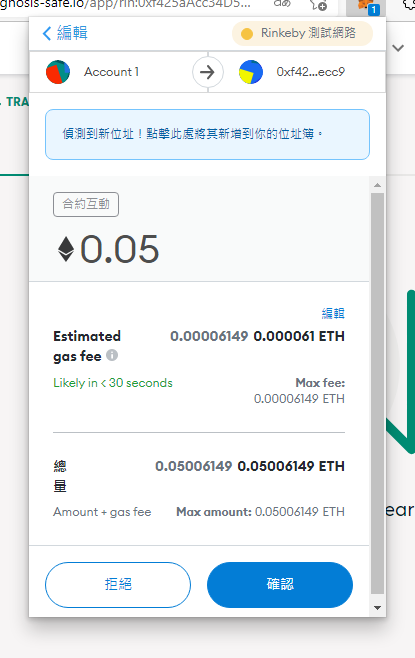 gnosis-safe.io/app/rin:0xf425aAcc34D5...
1
編輯
Rinkeby 測試網路
Account 1
0xf42...ecc9
TRA
偵測到新位址！點擊此處將其新增到你的位址簿。
合約互動
0.05
編輯
Estimated gas fee 0.00006149 0.000061 ETH
Likely in < 30 seconds
Max fee:
0.00006149 ETH
總量 0.05006149 0.05006149 ETH
Amount + gas fee Max amount: 0.05006149 ETH
ear
拒絕
確認